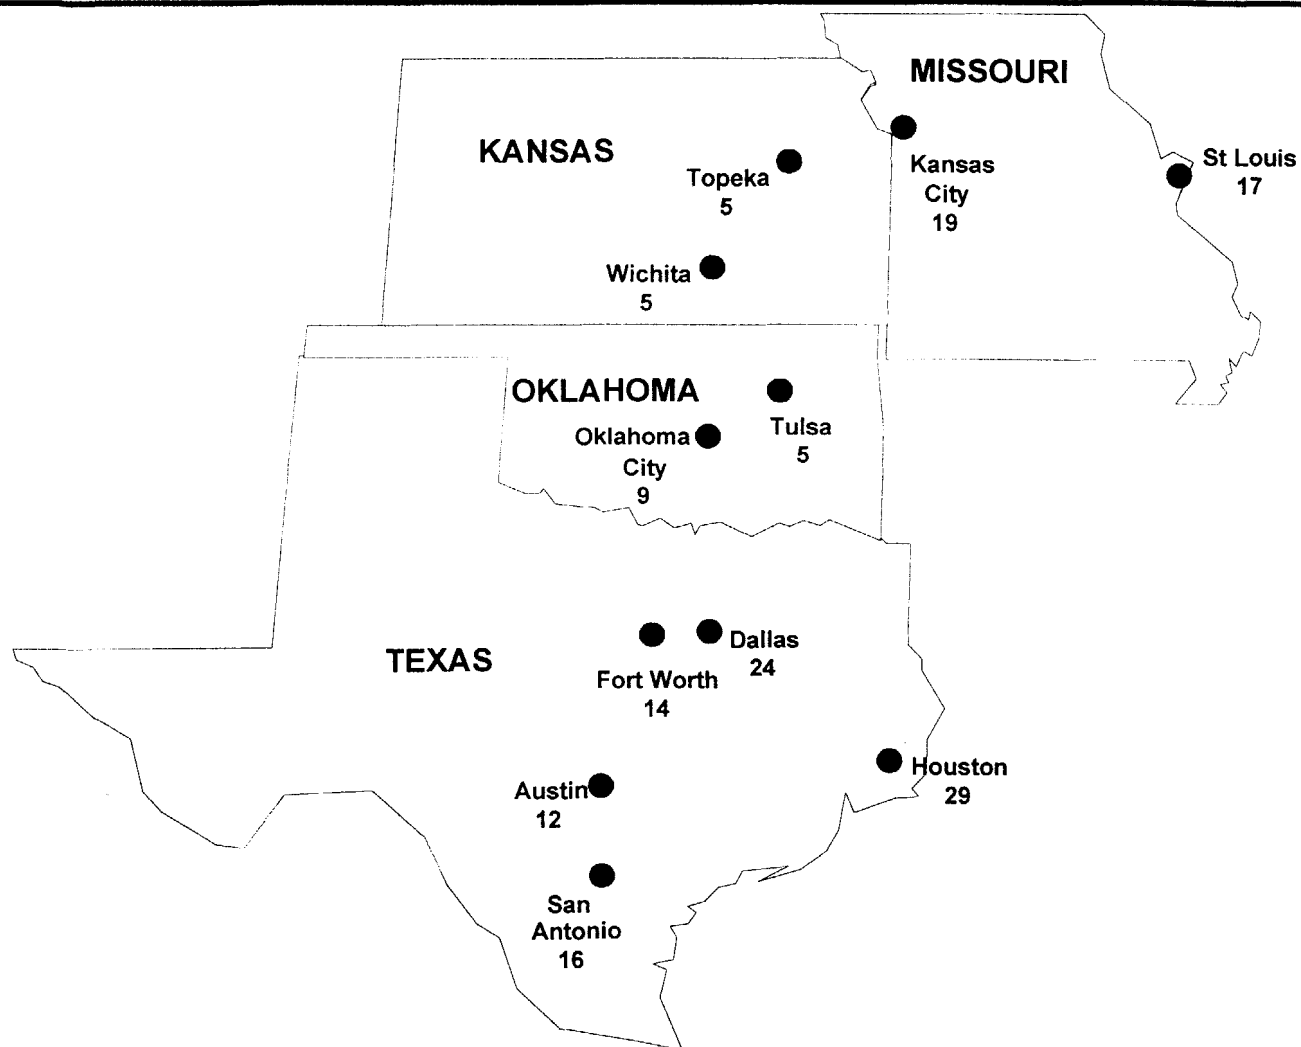 MISSOURI
KANSAS
Topeka
5
Kansas
City
19
St Louis
17
Wichita
5
OKLAHOMA
Oklahoma
City
9
Tulsa
5
TEXAS
Fort Worth
14
Dallas
24
Austin
12
Houston
29
San
Antonio
16